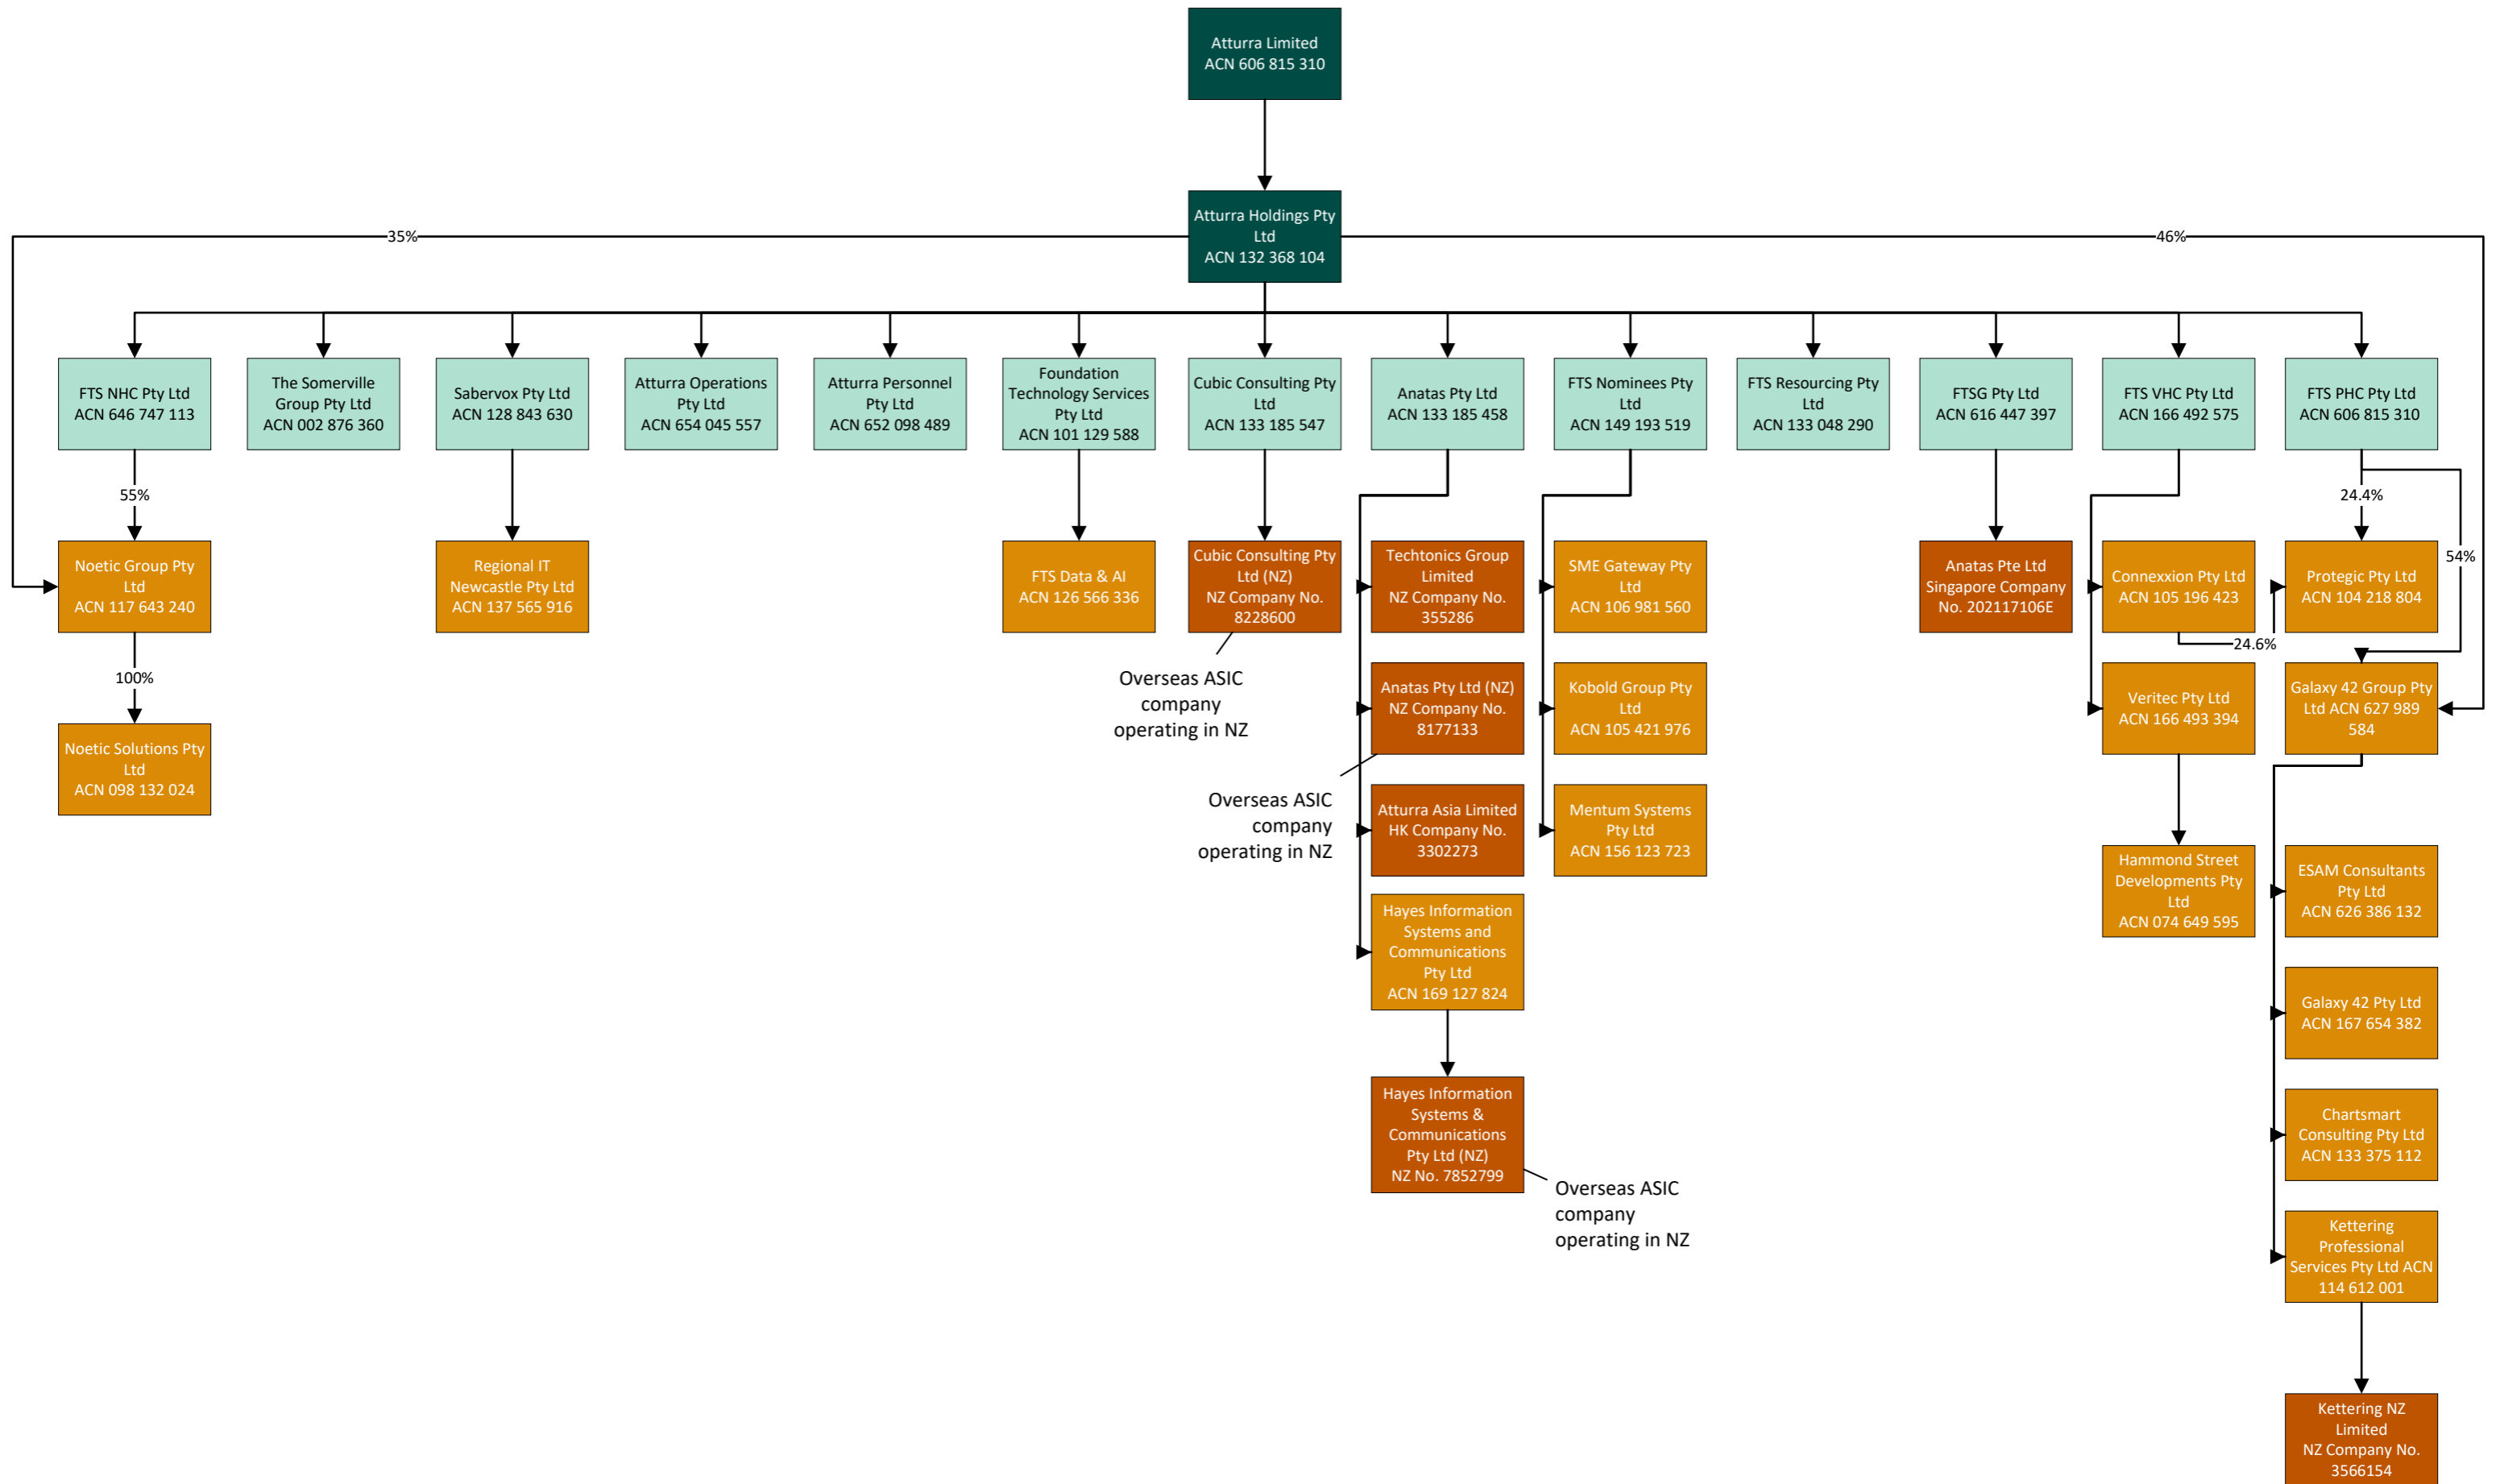 Atturra Limited
ACN 606 815 310
Atturra Holdings Pty
Ltd
ACN 132 368 104
35%
46%
FTS NHC Pty Ltd
ACN 646 747 113
The Somerville
Group Pty Ltd
ACN 002 876 360
Sabervox Pty Ltd
ACN 128 843 630
Atturra Operations
Pty Ltd
ACN 654 045 557
Atturra Personnel
Pty Ltd
ACN 652 098 489
Foundation
Technology Services
Pty Ltd
ACN 101 129 588
Cubic Consulting Pty
Ltd
ACN 133 185 547
Anatas Pty Ltd
ACN 133 185 458
FTS Nominees Pty
Ltd
ACN 149 193 519
FTS Resourcing Pty
Ltd
ACN 133 048 290
FTSG Pty Ltd
ACN 616 447 397
FTS VHC Pty Ltd
ACN 166 492 575
FTS PHC Pty Ltd
ACN 606 815 310
55%
24.4%
54%
Noetic Group Pty
Ltd
ACN 117 643 240
Regional IT
Newcastle Pty Ltd
ACN 137 565 916
FTS Data & AI
ACN 126 566 336
Cubic Consulting Pty
Ltd (NZ)
NZ Company No.
8228600
Techtonics Group
Limited
NZ Company No.
355286
SME Gateway Pty
Ltd
ACN 106 981 560
Anatas Pte Ltd
Singapore Company
No. 202117106E
Connexxion Pty Ltd
ACN 105 196 423
Protegic Pty Ltd
ACN 104 218 804
24.6%
100%
Overseas ASIC
company
operating in NZ
Anatas Pty Ltd (NZ)
NZ Company No.
8177133
Kobold Group Pty
Ltd
ACN 105 421 976
Veritec Pty Ltd
ACN 166 493 394
Galaxy 42 Group Pty
Ltd ACN 627 989
584
Noetic Solutions Pty
Ltd
ACN 098 132 024
Overseas ASIC
company
operating in NZ
Atturra Asia Limited
HK Company No.
3302273
Mentum Systems
Pty Ltd
ACN 156 123 723
Hammond Street
Developments Pty
Ltd
ACN 074 649 595
ESAM Consultants
Pty Ltd
ACN 626 386 132
Hayes Information
Systems and
Communications
Pty Ltd
ACN 169 127 824
Galaxy 42 Pty Ltd
ACN 167 654 382
Hayes Information
Systems &
Communications
Pty Ltd (NZ)
NZ No. 7852799
Chartsmart
Consulting Pty Ltd
ACN 133 375 112
Overseas ASIC
company
operating in NZ
Kettering
Professional
Services Pty Ltd ACN
114 612 001
Kettering NZ
Limited
NZ Company No.
3566154